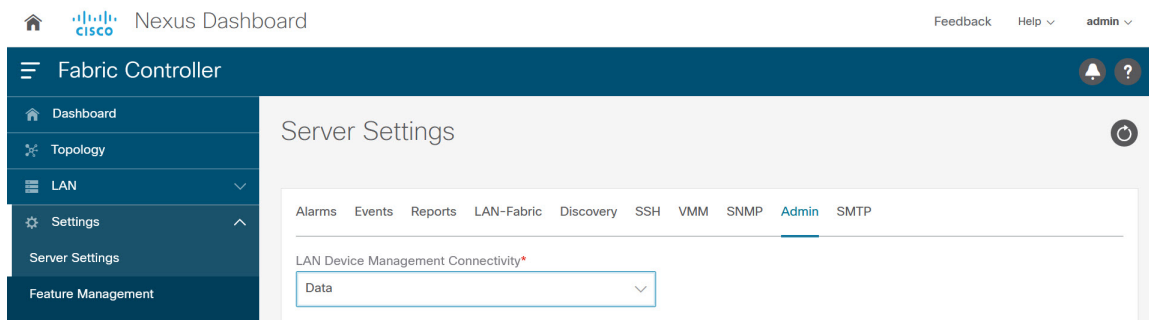 CISCO Nexus Dashboard Feedback Help admin
Fabric Controller ?
Dashboard
Topology
LAN
Settings
Server Settings
Feature Management
Server Settings
Alarms Events Reports LAN-Fabric Discovery SSH VMM SNMP Admin SMTP
LAN Device Management Connectivity*
Data